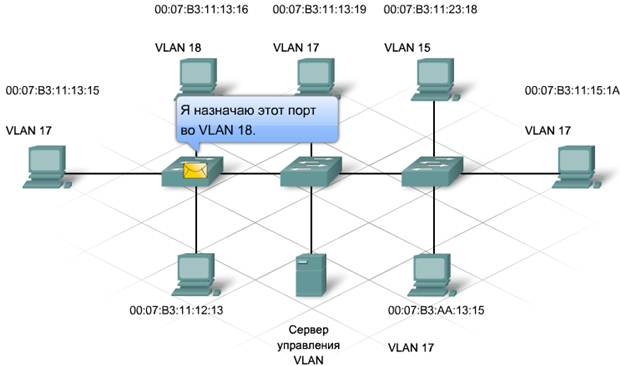 00:07:B3:11:13:16
00:07:B3:11:13:19
00:07:B3:11:23:18
VLAN 18
VLAN 17
VLAN 15
00:07:B3:11:13:15
00:07:B3:11:15:1A
VLAN 17
VLAN 17
Я назначаю этот порт
во VLAN 18.
00:07:B3:11:12:13
00:07:B3:AA:13:15
Сервер
управления
VLAN
VLAN 17